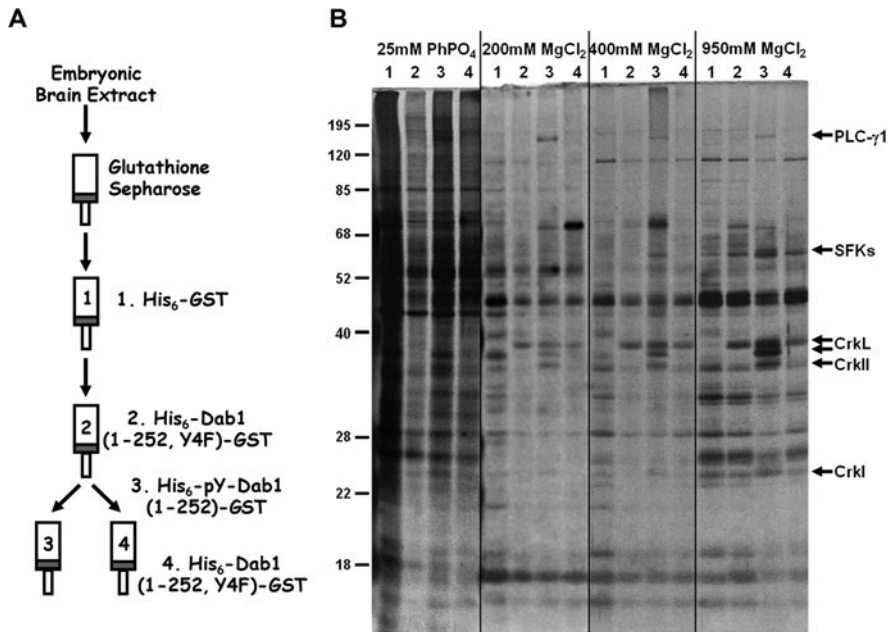 A
Embryonic
Brain Extract
Glutathione
Sepharose
1
1. His₆-GST
2
2. His₆-Dab1
(1-252, Y4F)-GST
3. His₆-pY-Dab1
(1-252)-GST
3
4
4. His₆-Dab1
(1-252, Y4F)-GST
B
25mM PhPO₄ 200mM MgCl₂ 400mM MgCl₂ 950mM MgCl₂
1 2 3 4 1 2 3 4 1 2 3 4 1 2 3 4
195
120
85
68
52
40
28
22
18
PLC-γ1
SFKs
CrkL
CrkII
CrkI